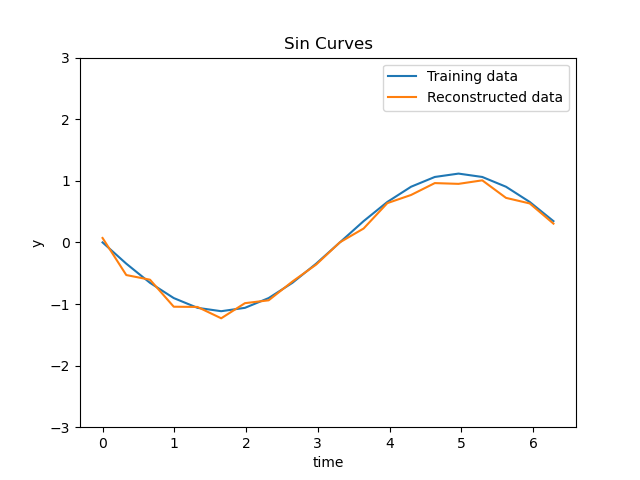 Sin Curves
Training data
Reconstructed data
3
2
1
0
−1
−2
−3
y
0 1 2 3 4 5 6
time